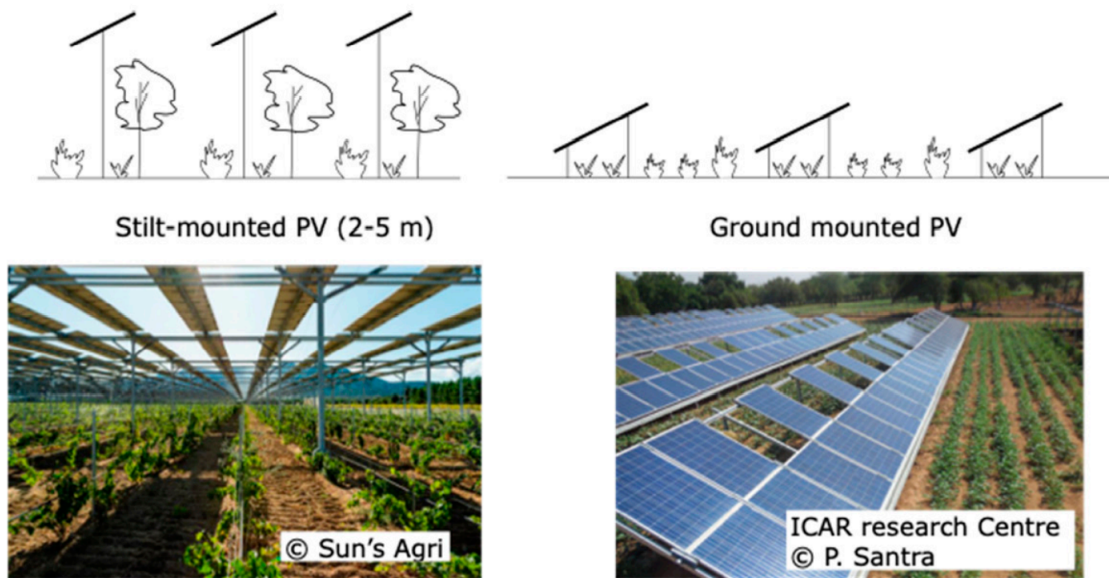 Stilt-mounted PV (2-5 m)
Ground mounted PV
© Sun's Agri
ICAR research Centre
© P. Santra